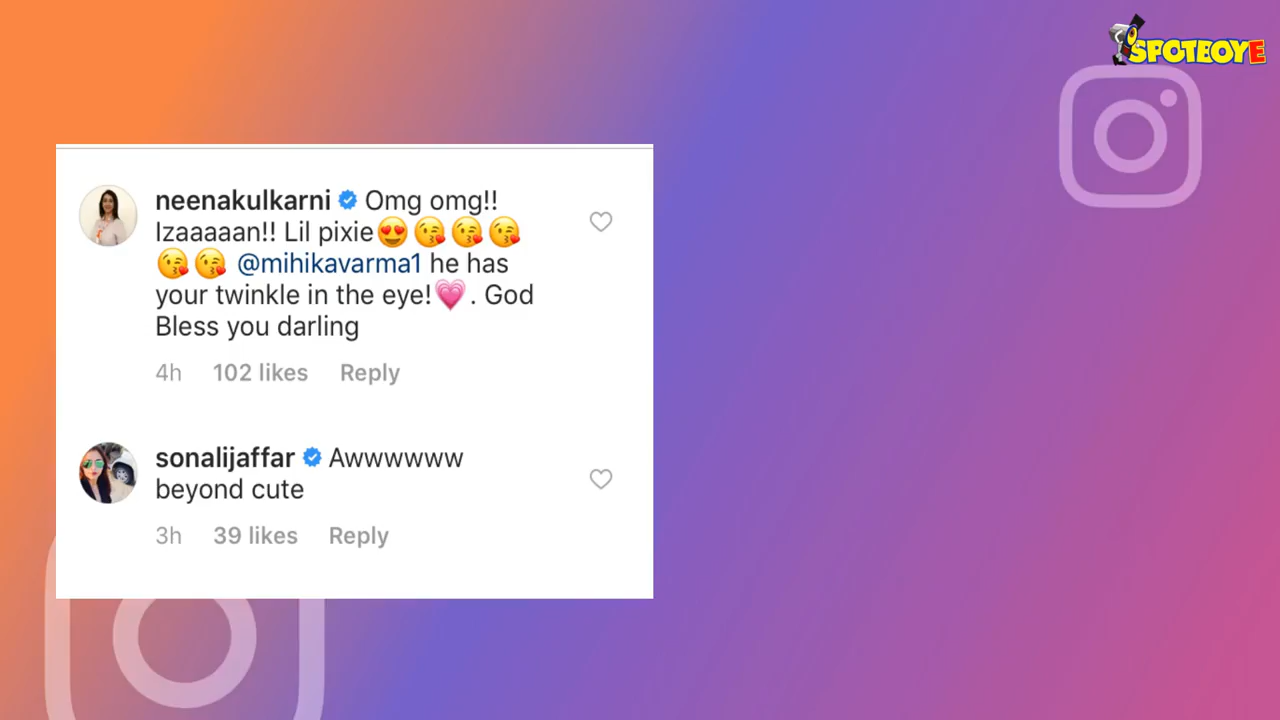 SPOTBOYE
neenakulkarni Omg omg!!
Izaaaaan!! Lil pixie😍😘😘😘
😘😘 @mihikavarma1 he has
your twinkle in the eye!💗. God
Bless you darling
4h 102 likes Reply
sonalijaffar Awwwwww
beyond cute
3h 39 likes Reply